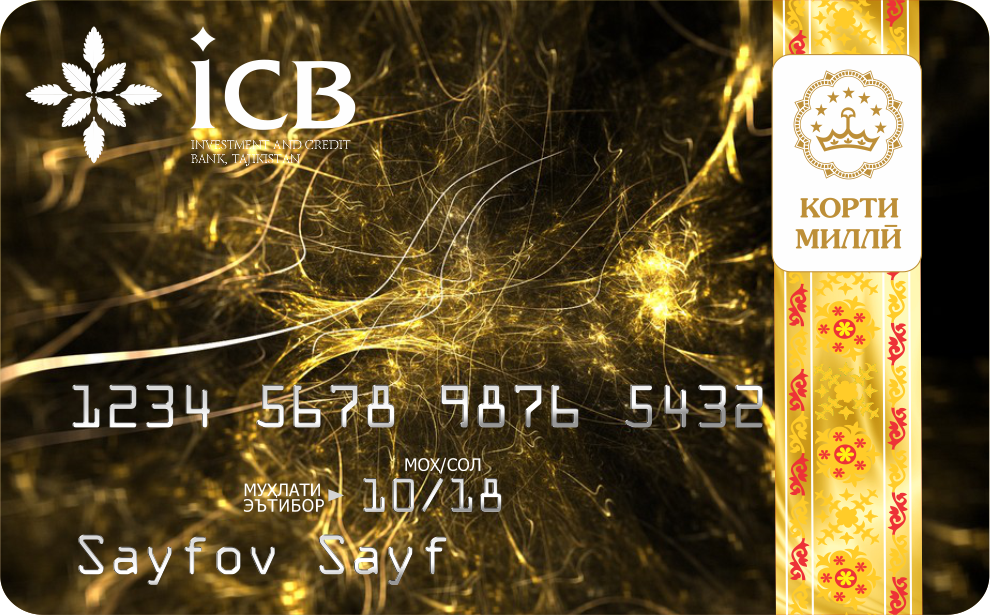 iCB
INVESTMENT AND CREDIT
BANK, TAJIKISTAN
КОРТИ
МИЛЛӢ
1234 5678 9876 5432
МОҲ/СОЛ
МУҲЛАТИ
ЭЪТИБОР
10/18
Sayfov Sayf